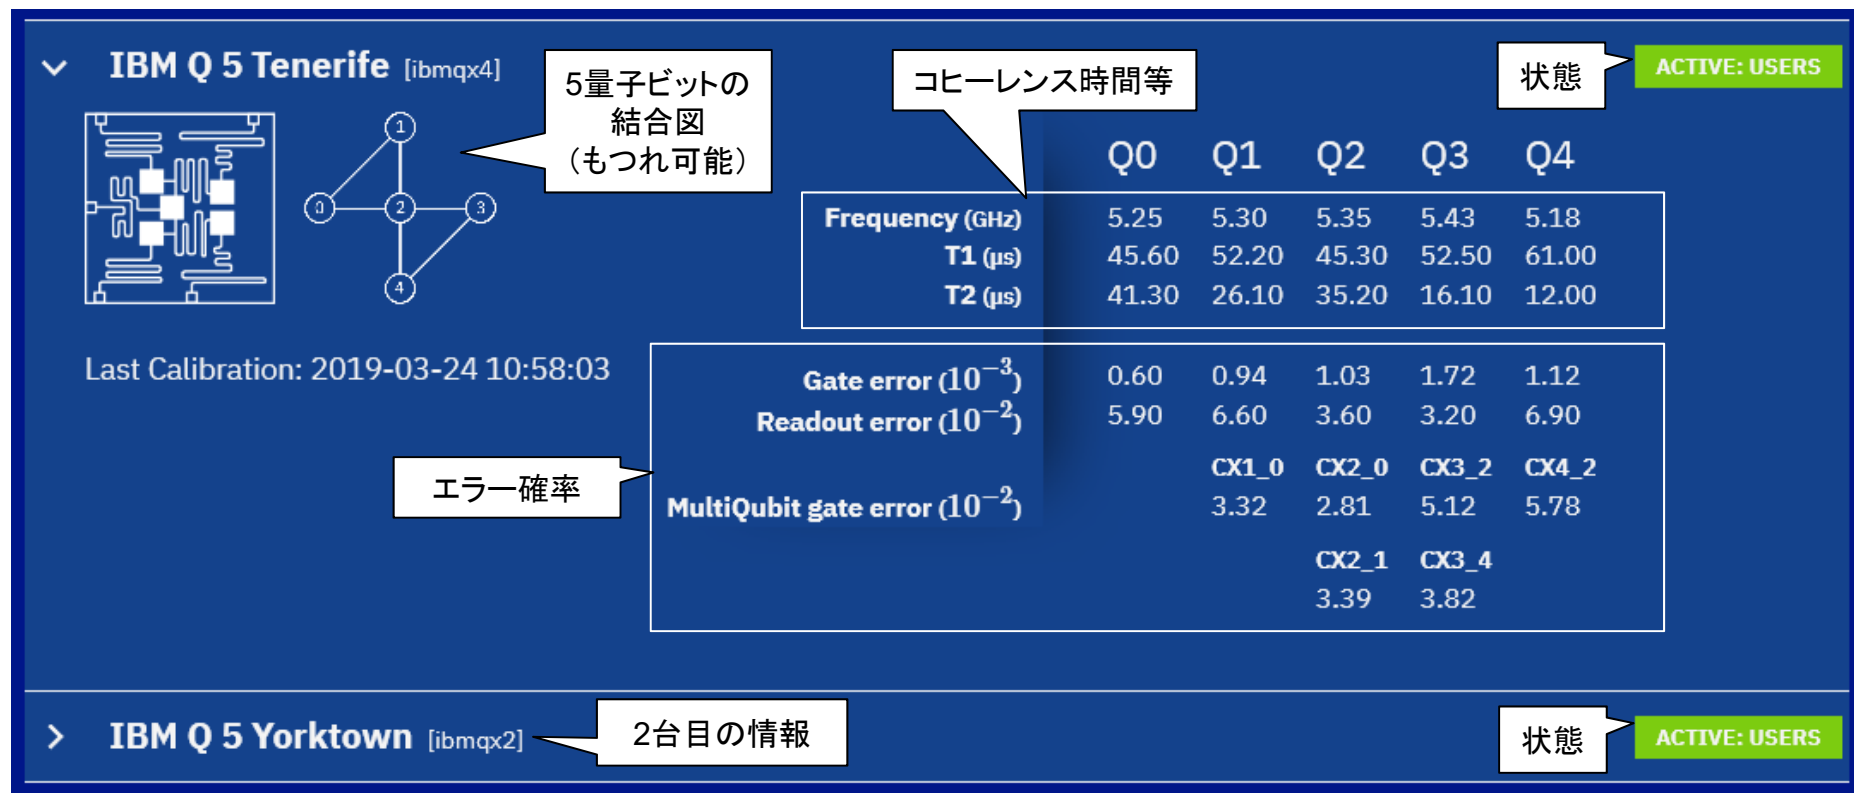 IBM Q 5 Tenerife [ibmqx4]
5量子ビットの
結合図
（もつれ可能）
コヒーレンス時間等
状態
ACTIVE: USERS
1
0 2 3
4
Q0 Q1 Q2 Q3 Q4
Frequency (GHz) 5.25 5.30 5.35 5.43 5.18
T1 (µs) 45.60 52.20 45.30 52.50 61.00
T2 (µs) 41.30 26.10 35.20 16.10 12.00
Last Calibration: 2019-03-24 10:58:03
Gate error (10⁻³) 0.60 0.94 1.03 1.72 1.12
Readout error (10⁻²) 5.90 6.60 3.60 3.20 6.90
エラー確率
CX1_0 CX2_0 CX3_2 CX4_2
MultiQubit gate error (10⁻²) 3.32 2.81 5.12 5.78
CX2_1 CX3_4
3.39 3.82
IBM Q 5 Yorktown [ibmqx2]
2台目の情報
状態
ACTIVE: USERS